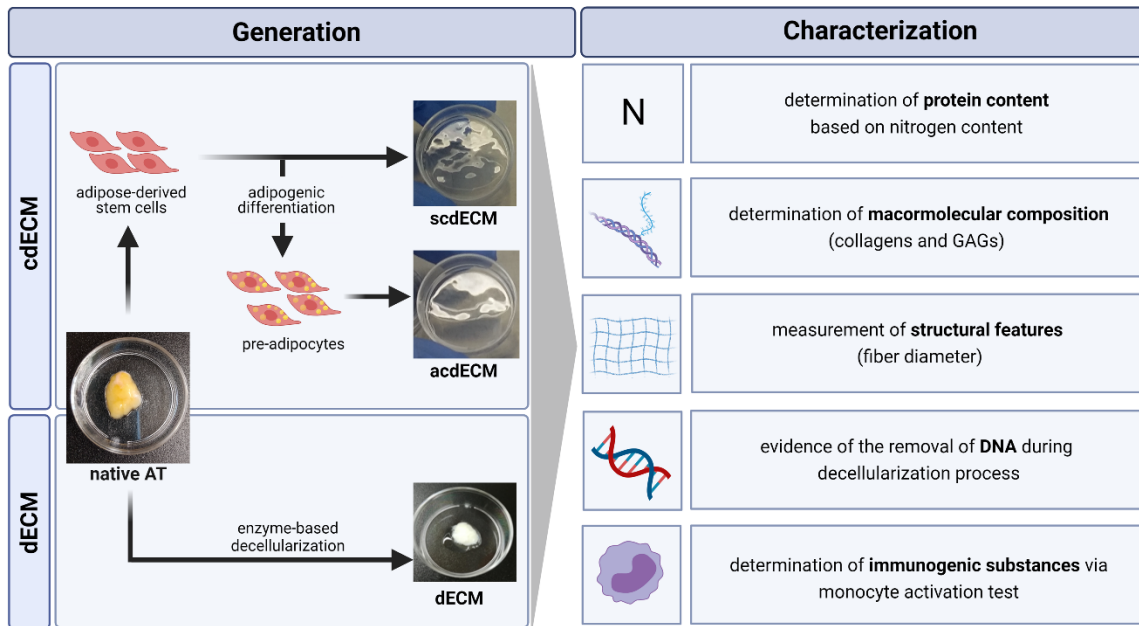 Generation
Characterization
cdECM
adipose-derived
stem cells
adipogenic
differentiation
scdECM
pre-adipocytes
acdECM
native AT
dECM
enzyme-based
decellularization
dECM
N
determination of protein content
based on nitrogen content
determination of macormolecular composition
(collagens and GAGs)
measurement of structural features
(fiber diameter)
evidence of the removal of DNA during
decellularization process
determination of immunogenic substances via
monocyte activation test